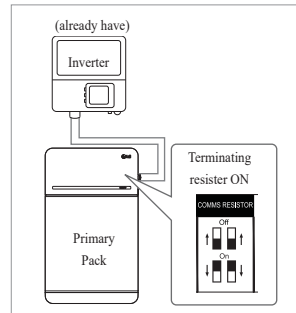 (already have)
Inverter
Terminating
resister ON
COMMS RESISTOR
Off
On
Primary
Pack